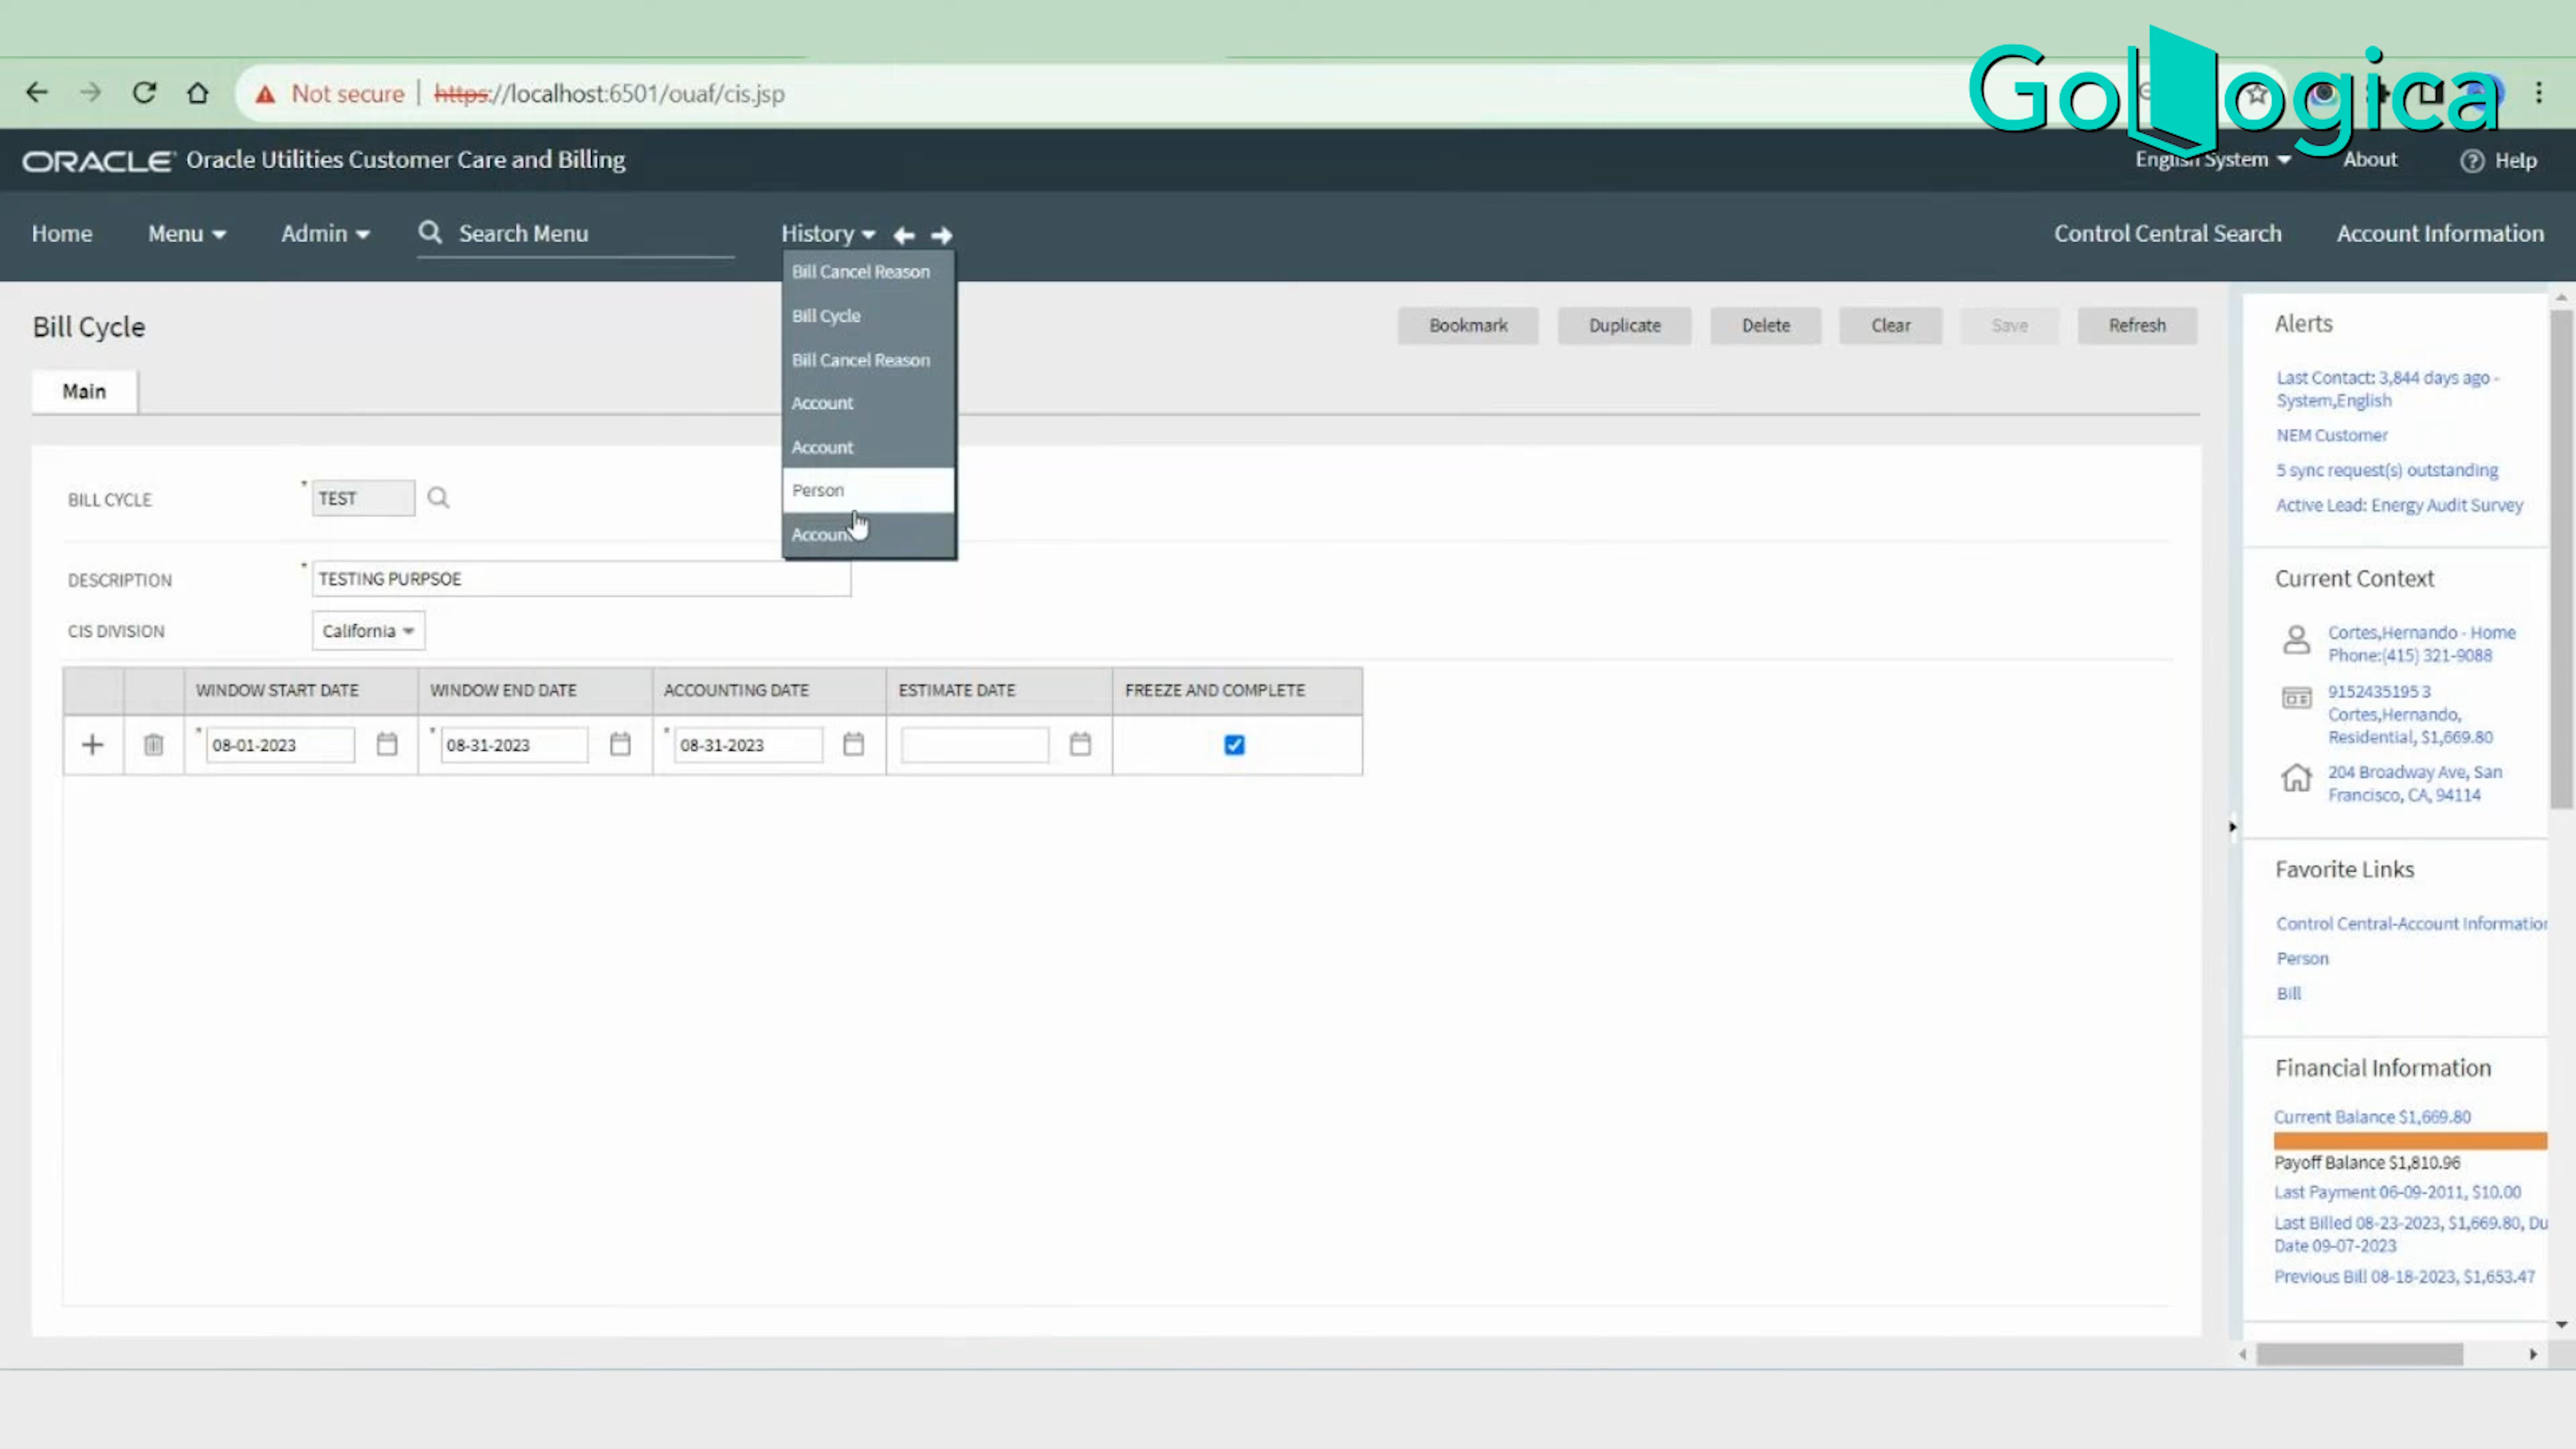 Not secure | https://localhost:6501/ouaf/cis.jsp
GoLogica
ORACLE Oracle Utilities Customer Care and Billing
English System
About
Help
Home
Menu
Admin
Search Menu
History
Control Central Search
Account Information
Bill Cancel Reason
Bill Cycle
Bill Cancel Reason
Account
Account
Person
Account
Bill Cycle
Bookmark
Duplicate
Delete
Clear
Save
Refresh
Main
BILL CYCLE
* TEST
DESCRIPTION
* TESTING PURPSOE
CIS DIVISION
California
WINDOW START DATE
WINDOW END DATE
ACCOUNTING DATE
ESTIMATE DATE
FREEZE AND COMPLETE
* 08-01-2023
* 08-31-2023
* 08-31-2023
Alerts
Last Contact: 3,844 days ago -
System,English
NEM Customer
5 sync request(s) outstanding
Active Lead: Energy Audit Survey
Current Context
Cortes,Hernando - Home
Phone:(415) 321-9088
9152435195 3
Cortes,Hernando,
Residential, $1,669.80
204 Broadway Ave, San
Francisco, CA, 94114
Favorite Links
Control Central-Account Information
Person
Bill
Financial Information
Current Balance $1,669.80
Payoff Balance $1,810.96
Last Payment 06-09-2011, $10.00
Last Billed 08-23-2023, $1,669.80, Du
Date 09-07-2023
Previous Bill 08-18-2023, $1,653.47